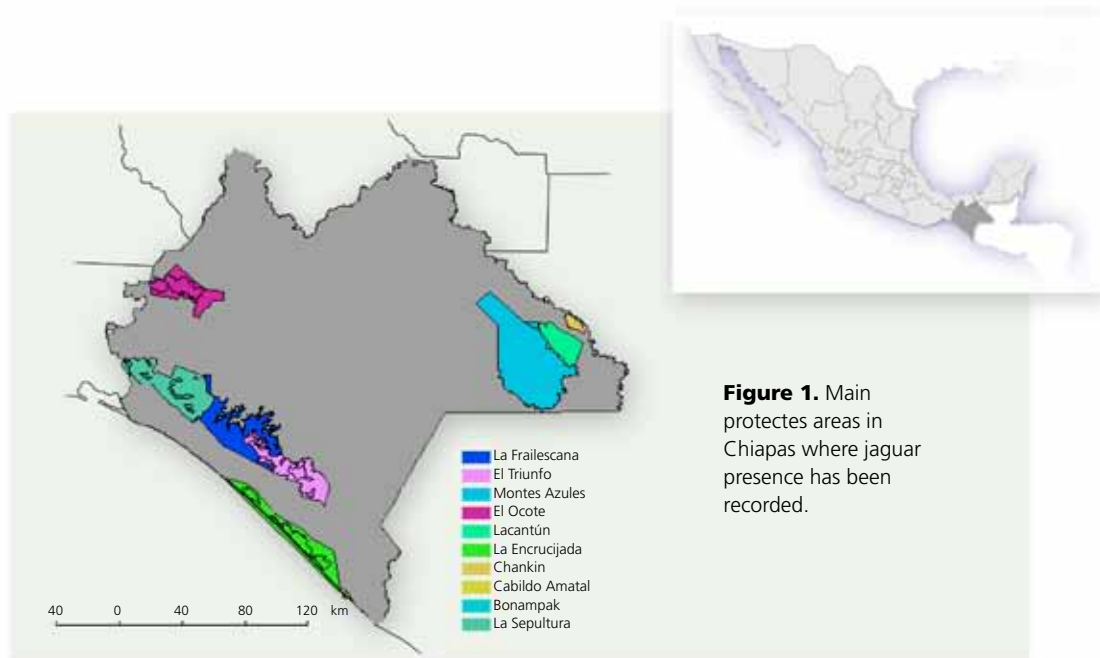 Figure 1. Main
protectes areas in
Chiapas where jaguar
presence has been
recorded.
La Frailescana
El Triunfo
Montes Azules
El Ocote
Lacantún
La Encrucijada
Chankin
Cabildo Amatal
Bonampak
La Sepultura
40 0 40 80 120 km